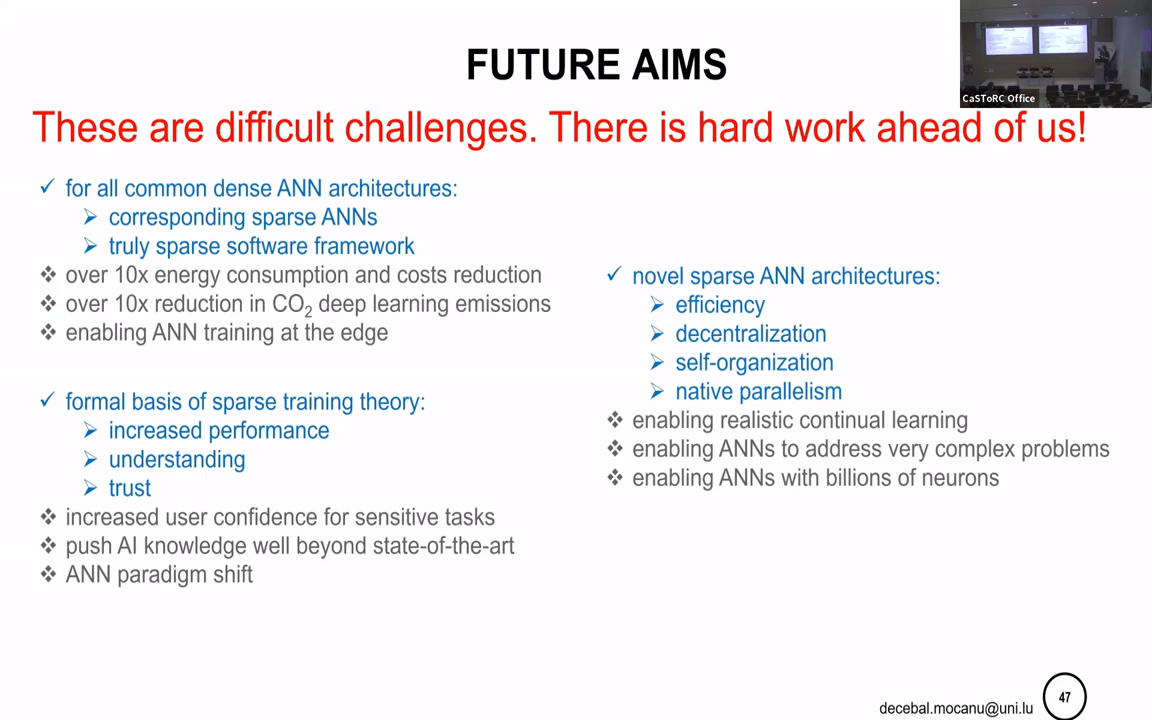 FUTURE AIMS
CaSToRC Office
These are difficult challenges. There is hard work ahead of us!
✓ for all common dense ANN architectures:
➢ corresponding sparse ANNs
➢ truly sparse software framework
❖ over 10x energy consumption and costs reduction
❖ over 10x reduction in CO₂ deep learning emissions
❖ enabling ANN training at the edge
✓ formal basis of sparse training theory:
➢ increased performance
➢ understanding
➢ trust
❖ increased user confidence for sensitive tasks
❖ push AI knowledge well beyond state-of-the-art
❖ ANN paradigm shift
✓ novel sparse ANN architectures:
➢ efficiency
➢ decentralization
➢ self-organization
➢ native parallelism
❖ enabling realistic continual learning
❖ enabling ANNs to address very complex problems
❖ enabling ANNs with billions of neurons
decebal.mocanu@uni.lu
47